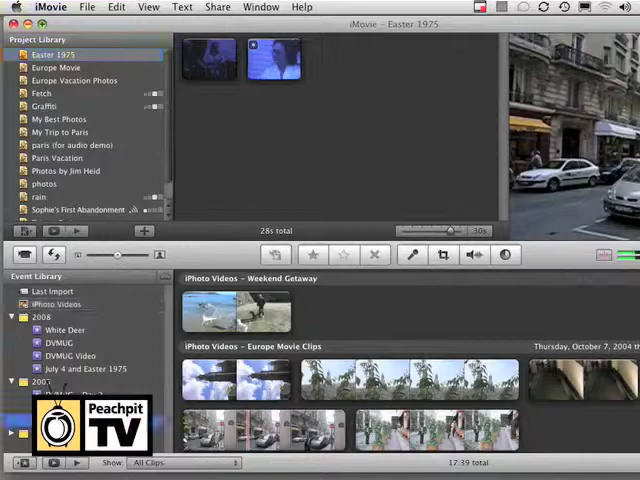 iMovie File Edit View Text Share Window Help
iMovie - Easter 1975
Project Library
Easter 1975
Europe Movie
Europe Vacation Photos
Fetch
Graffiti
My Best Photos
My Trip to Paris
paris (for audio demo)
Paris Vacation
Photos by Jim Heid
photos
rain
Sophie's First Abandonment
28s total
30s
Event Library
Last Import
iPhoto Videos
2008
White Deer
DVMUG
DVMUG Video
July 4 and Easter 1975
iPhoto Videos - Weekend Getaway
iPhoto Videos - Europe Movie Clips
Thursday, October 7, 2004
Peachpit
TV
Show: All Clips
17:39 total